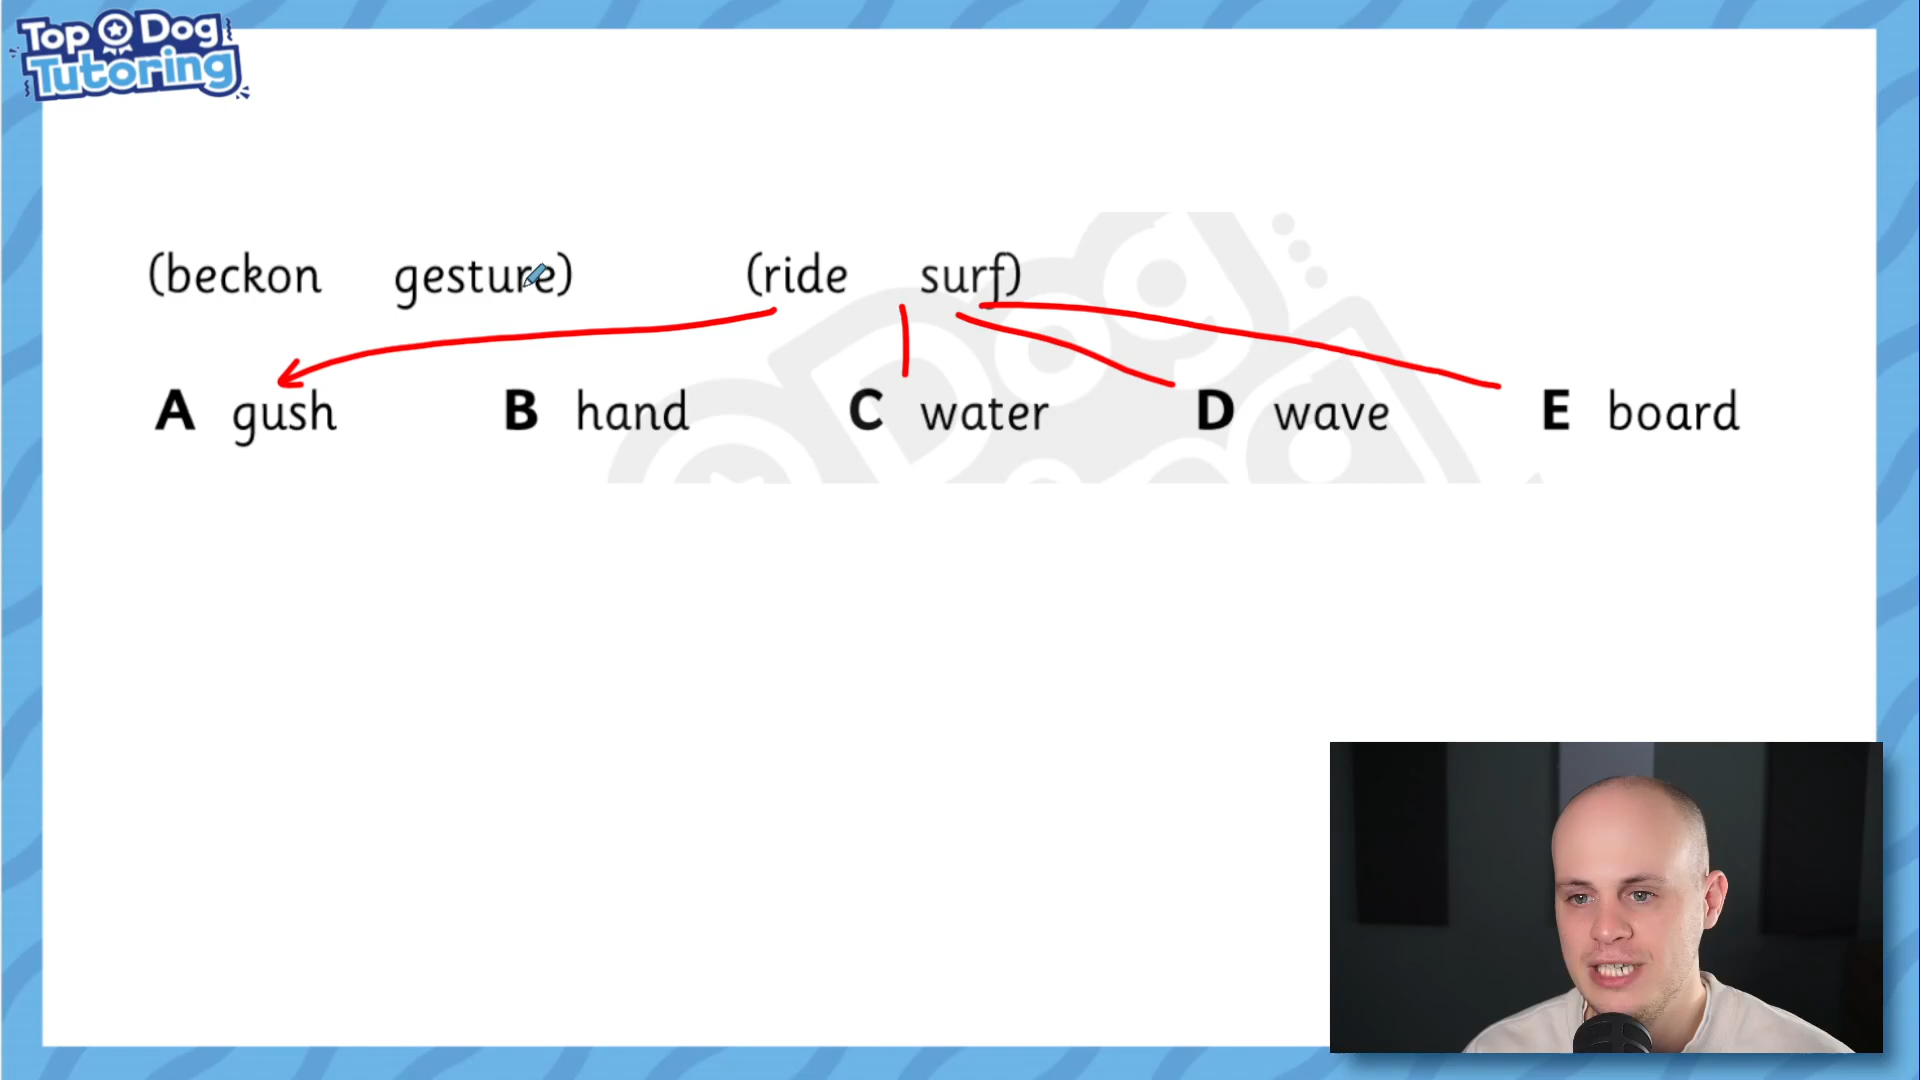 Top Dog
Tutoring
(beckon gesture) (ride surf)
A gush B hand C water D wave E board